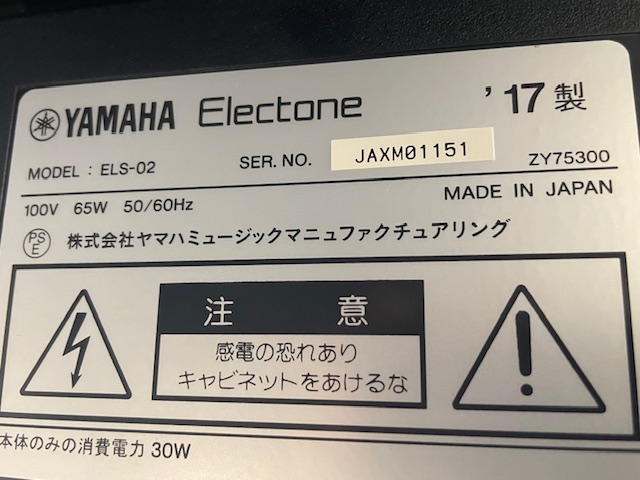 YAMAHA Electone '17製
MODEL : ELS-02 SER. NO. JAXM01151 ZY75300
100V 65W 50/60Hz MADE IN JAPAN
PS E 株式会社ヤマハミュージックマニュファクチュアリング
注 意
感電の恐れあり
キャビネットをあけるな
本体のみの消費電力 30W